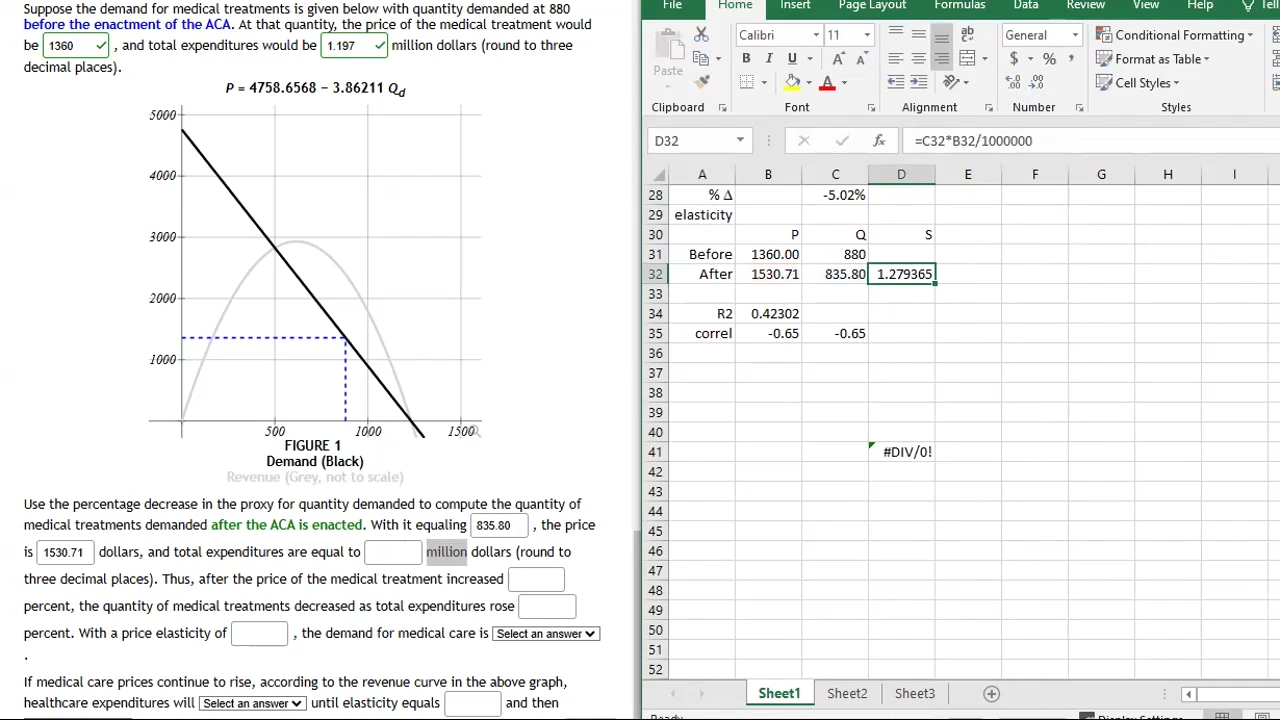 Suppose the demand for medical treatments is given below with quantity demanded at 880
before the enactment of the ACA. At that quantity, the price of the medical treatment would
be 1360 ✓ , and total expenditures would be 1.197 ✓ million dollars (round to three
decimal places).
P = 4758.6568 − 3.86211 Qd
5000
4000
3000
2000
1000
500 1000 1500
FIGURE 1
Demand (Black)
Revenue (Grey, not to scale)
Use the percentage decrease in the proxy for quantity demanded to compute the quantity of
medical treatments demanded after the ACA is enacted. With it equaling 835.80 , the price
is 1530.71 dollars, and total expenditures are equal to million dollars (round to
three decimal places). Thus, after the price of the medical treatment increased
percent, the quantity of medical treatments decreased as total expenditures rose
percent. With a price elasticity of , the demand for medical care is Select an answer
.
If medical care prices continue to rise, according to the revenue curve in the above graph,
healthcare expenditures will Select an answer until elasticity equals and then
File Home Insert Page Layout Formulas Data Review View Help
Paste
Clipboard
Calibri 11
B I U A A
A
Font
ab
Alignment
General
$ % ,
Number
Conditional Formatting
Format as Table
Cell Styles
Styles
D32 fx =C32*B32/1000000
A B C D E F G H I
28 % Δ -5.02%
29 elasticity
30 P Q S
31 Before 1360.00 880
32 After 1530.71 835.80 1.279365
33
34 R2 0.42302
35 correl -0.65 -0.65
36
37
38
39
40
41 #DIV/0!
42
43
44
45
46
47
48
49
50
51
52
Sheet1 Sheet2 Sheet3